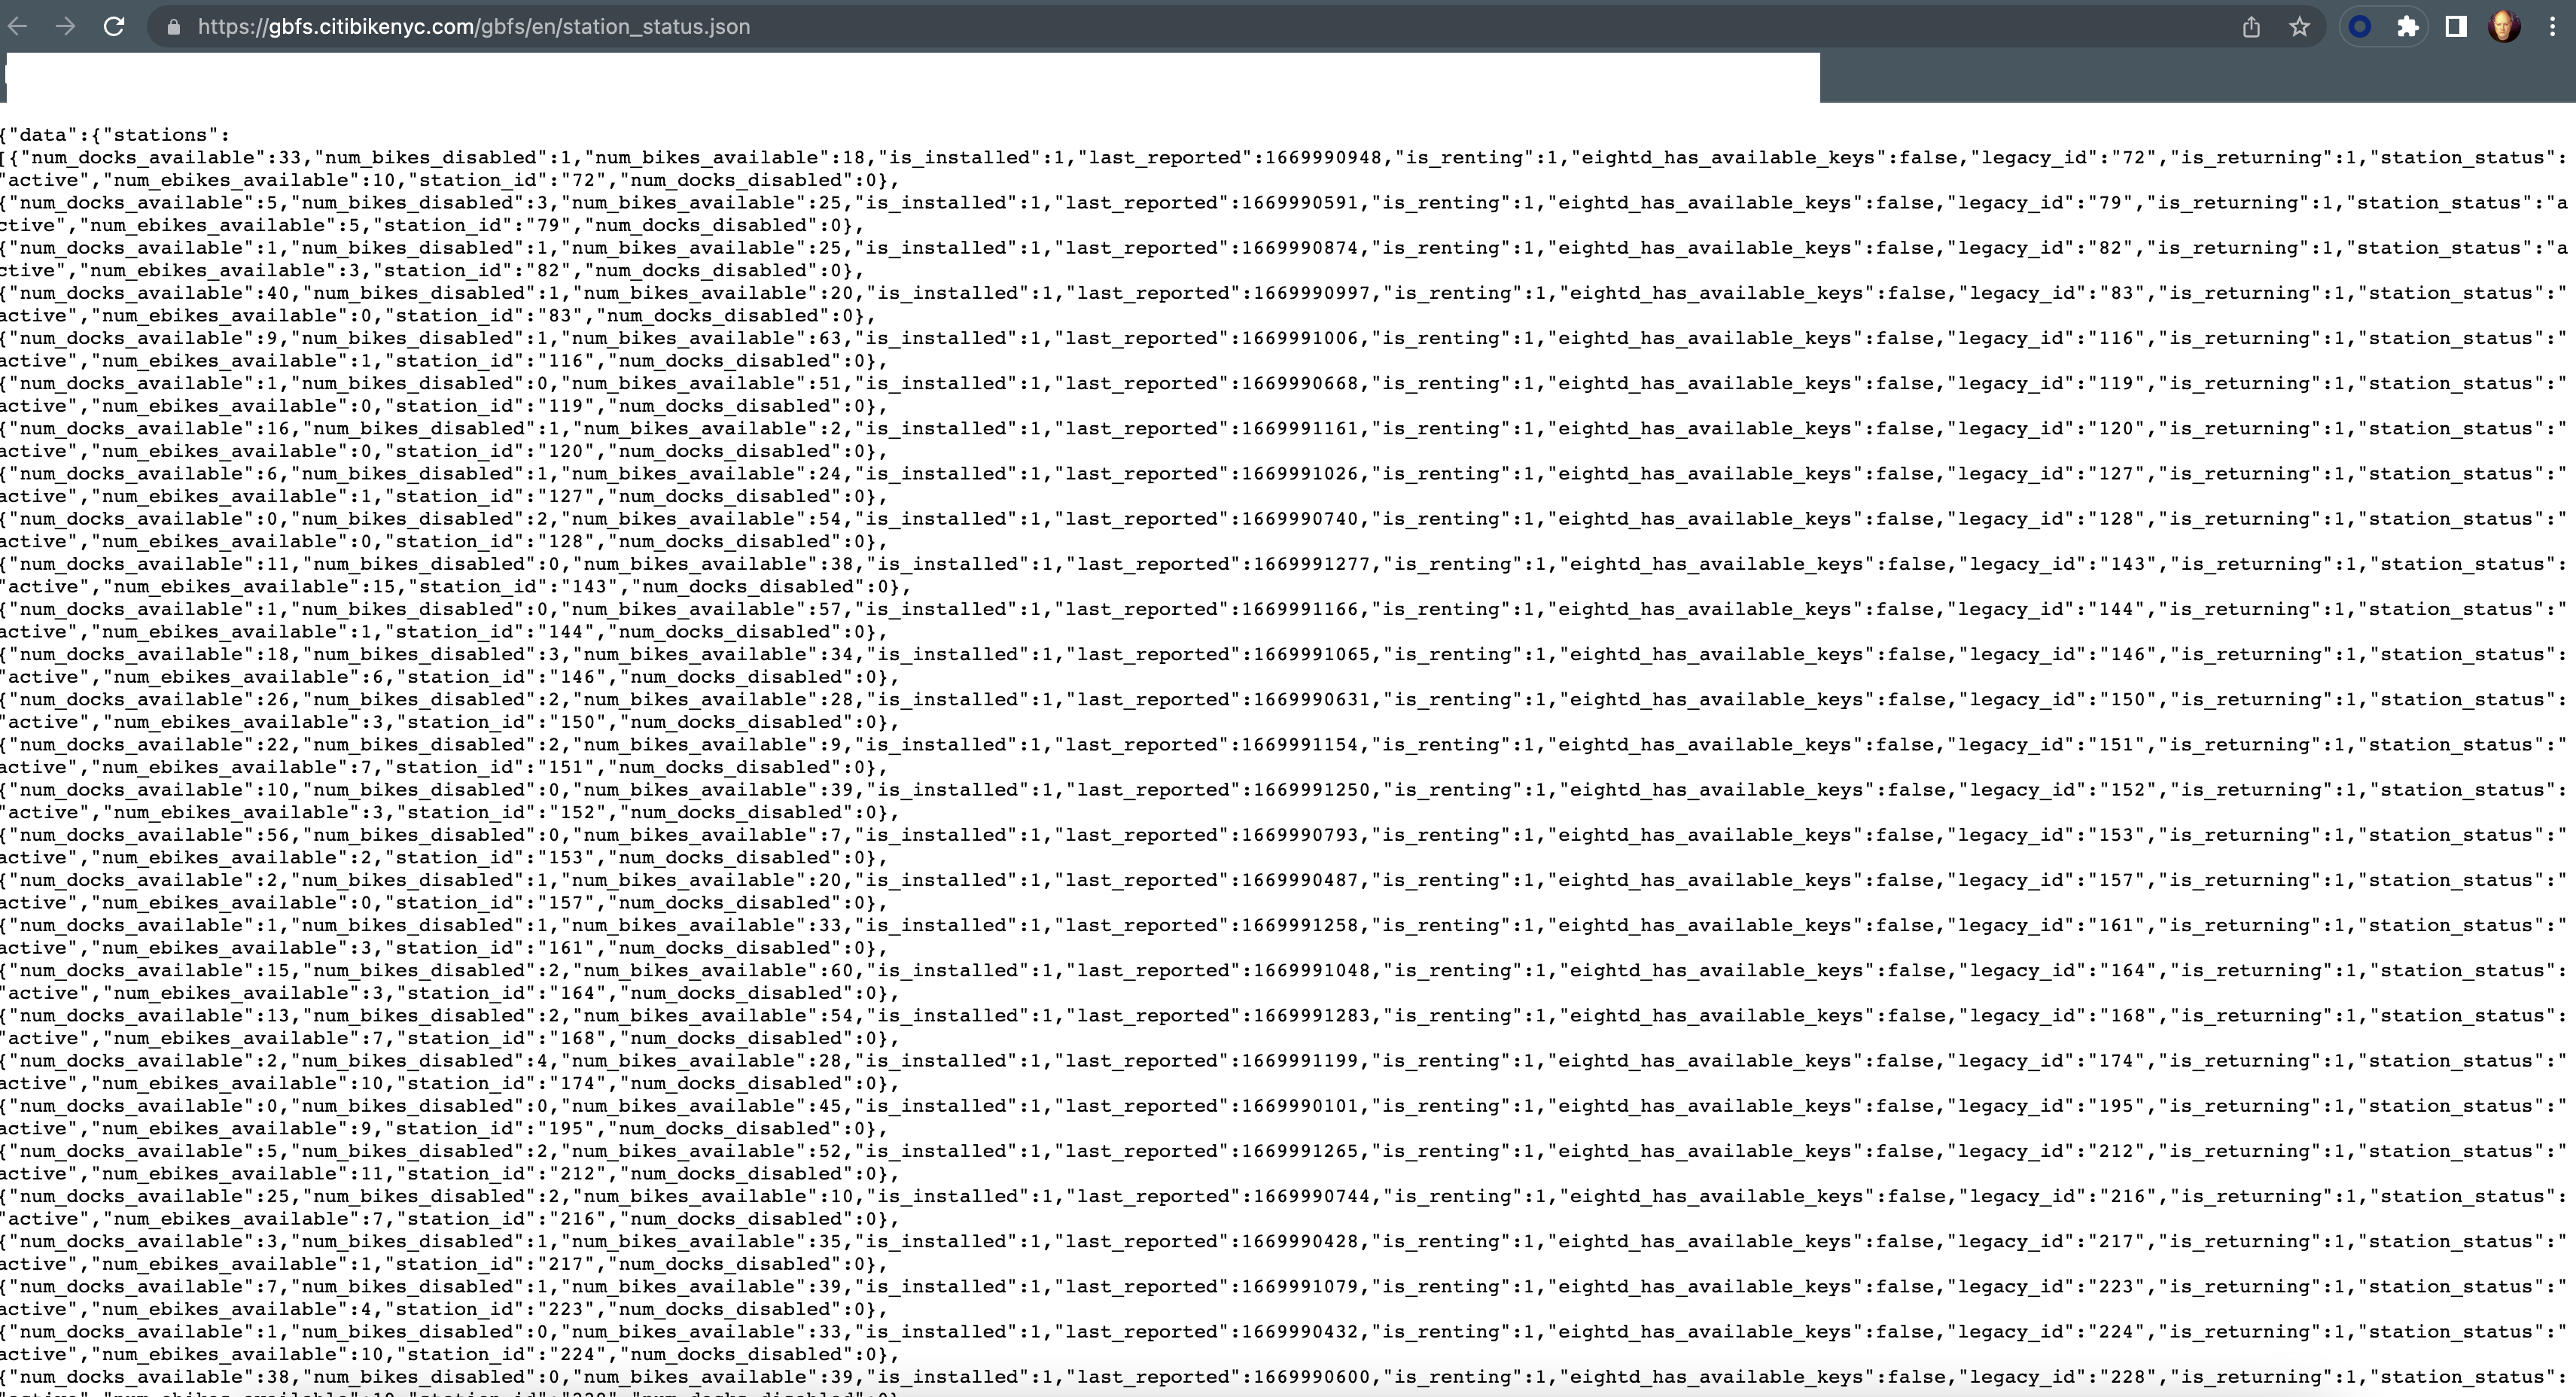 https://gbfs.citibikenyc.com/gbfs/en/station_status.json
{"data":{"stations":
[{"num_docks_available":33,"num_bikes_disabled":1,"num_bikes_available":18,"is_installed":1,"last_reported":1669990948,"is_renting":1,"eightd_has_available_keys":false,"legacy_id":"72","is_returning":1,"station_status":
"active","num_ebikes_available":10,"station_id":"72","num_docks_disabled":0},
{"num_docks_available":5,"num_bikes_disabled":3,"num_bikes_available":25,"is_installed":1,"last_reported":1669990591,"is_renting":1,"eightd_has_available_keys":false,"legacy_id":"79","is_returning":1,"station_status":"a
ctive","num_ebikes_available":5,"station_id":"79","num_docks_disabled":0},
{"num_docks_available":1,"num_bikes_disabled":1,"num_bikes_available":25,"is_installed":1,"last_reported":1669990874,"is_renting":1,"eightd_has_available_keys":false,"legacy_id":"82","is_returning":1,"station_status":"a
ctive","num_ebikes_available":3,"station_id":"82","num_docks_disabled":0},
{"num_docks_available":40,"num_bikes_disabled":1,"num_bikes_available":20,"is_installed":1,"last_reported":1669990997,"is_renting":1,"eightd_has_available_keys":false,"legacy_id":"83","is_returning":1,"station_status":"
active","num_ebikes_available":0,"station_id":"83","num_docks_disabled":0},
{"num_docks_available":9,"num_bikes_disabled":1,"num_bikes_available":63,"is_installed":1,"last_reported":1669991006,"is_renting":1,"eightd_has_available_keys":false,"legacy_id":"116","is_returning":1,"station_status":"
active","num_ebikes_available":1,"station_id":"116","num_docks_disabled":0},
{"num_docks_available":1,"num_bikes_disabled":0,"num_bikes_available":51,"is_installed":1,"last_reported":1669990668,"is_renting":1,"eightd_has_available_keys":false,"legacy_id":"119","is_returning":1,"station_status":"
active","num_ebikes_available":0,"station_id":"119","num_docks_disabled":0},
{"num_docks_available":16,"num_bikes_disabled":1,"num_bikes_available":2,"is_installed":1,"last_reported":1669991161,"is_renting":1,"eightd_has_available_keys":false,"legacy_id":"120","is_returning":1,"station_status":"
active","num_ebikes_available":0,"station_id":"120","num_docks_disabled":0},
{"num_docks_available":6,"num_bikes_disabled":1,"num_bikes_available":24,"is_installed":1,"last_reported":1669991026,"is_renting":1,"eightd_has_available_keys":false,"legacy_id":"127","is_returning":1,"station_status":"
active","num_ebikes_available":1,"station_id":"127","num_docks_disabled":0},
{"num_docks_available":0,"num_bikes_disabled":2,"num_bikes_available":54,"is_installed":1,"last_reported":1669990740,"is_renting":1,"eightd_has_available_keys":false,"legacy_id":"128","is_returning":1,"station_status":"
active","num_ebikes_available":0,"station_id":"128","num_docks_disabled":0},
{"num_docks_available":11,"num_bikes_disabled":0,"num_bikes_available":38,"is_installed":1,"last_reported":1669991277,"is_renting":1,"eightd_has_available_keys":false,"legacy_id":"143","is_returning":1,"station_status":
"active","num_ebikes_available":15,"station_id":"143","num_docks_disabled":0},
{"num_docks_available":1,"num_bikes_disabled":0,"num_bikes_available":57,"is_installed":1,"last_reported":1669991166,"is_renting":1,"eightd_has_available_keys":false,"legacy_id":"144","is_returning":1,"station_status":"
active","num_ebikes_available":1,"station_id":"144","num_docks_disabled":0},
{"num_docks_available":18,"num_bikes_disabled":3,"num_bikes_available":34,"is_installed":1,"last_reported":1669991065,"is_renting":1,"eightd_has_available_keys":false,"legacy_id":"146","is_returning":1,"station_status":
"active","num_ebikes_available":6,"station_id":"146","num_docks_disabled":0},
{"num_docks_available":26,"num_bikes_disabled":2,"num_bikes_available":28,"is_installed":1,"last_reported":1669990631,"is_renting":1,"eightd_has_available_keys":false,"legacy_id":"150","is_returning":1,"station_status":
"active","num_ebikes_available":3,"station_id":"150","num_docks_disabled":0},
{"num_docks_available":22,"num_bikes_disabled":2,"num_bikes_available":9,"is_installed":1,"last_reported":1669991154,"is_renting":1,"eightd_has_available_keys":false,"legacy_id":"151","is_returning":1,"station_status":"
active","num_ebikes_available":7,"station_id":"151","num_docks_disabled":0},
{"num_docks_available":10,"num_bikes_disabled":0,"num_bikes_available":39,"is_installed":1,"last_reported":1669991250,"is_renting":1,"eightd_has_available_keys":false,"legacy_id":"152","is_returning":1,"station_status":
"active","num_ebikes_available":3,"station_id":"152","num_docks_disabled":0},
{"num_docks_available":56,"num_bikes_disabled":0,"num_bikes_available":7,"is_installed":1,"last_reported":1669990793,"is_renting":1,"eightd_has_available_keys":false,"legacy_id":"153","is_returning":1,"station_status":"
active","num_ebikes_available":2,"station_id":"153","num_docks_disabled":0},
{"num_docks_available":2,"num_bikes_disabled":1,"num_bikes_available":20,"is_installed":1,"last_reported":1669990487,"is_renting":1,"eightd_has_available_keys":false,"legacy_id":"157","is_returning":1,"station_status":"
active","num_ebikes_available":0,"station_id":"157","num_docks_disabled":0},
{"num_docks_available":1,"num_bikes_disabled":1,"num_bikes_available":33,"is_installed":1,"last_reported":1669991258,"is_renting":1,"eightd_has_available_keys":false,"legacy_id":"161","is_returning":1,"station_status":"
active","num_ebikes_available":3,"station_id":"161","num_docks_disabled":0},
{"num_docks_available":15,"num_bikes_disabled":2,"num_bikes_available":60,"is_installed":1,"last_reported":1669991048,"is_renting":1,"eightd_has_available_keys":false,"legacy_id":"164","is_returning":1,"station_status":
"active","num_ebikes_available":3,"station_id":"164","num_docks_disabled":0},
{"num_docks_available":13,"num_bikes_disabled":2,"num_bikes_available":54,"is_installed":1,"last_reported":1669991283,"is_renting":1,"eightd_has_available_keys":false,"legacy_id":"168","is_returning":1,"station_status":
"active","num_ebikes_available":7,"station_id":"168","num_docks_disabled":0},
{"num_docks_available":2,"num_bikes_disabled":4,"num_bikes_available":28,"is_installed":1,"last_reported":1669991199,"is_renting":1,"eightd_has_available_keys":false,"legacy_id":"174","is_returning":1,"station_status":"
active","num_ebikes_available":10,"station_id":"174","num_docks_disabled":0},
{"num_docks_available":0,"num_bikes_disabled":0,"num_bikes_available":45,"is_installed":1,"last_reported":1669990101,"is_renting":1,"eightd_has_available_keys":false,"legacy_id":"195","is_returning":1,"station_status":"
active","num_ebikes_available":9,"station_id":"195","num_docks_disabled":0},
{"num_docks_available":5,"num_bikes_disabled":2,"num_bikes_available":52,"is_installed":1,"last_reported":1669991265,"is_renting":1,"eightd_has_available_keys":false,"legacy_id":"212","is_returning":1,"station_status":"
active","num_ebikes_available":11,"station_id":"212","num_docks_disabled":0},
{"num_docks_available":25,"num_bikes_disabled":2,"num_bikes_available":10,"is_installed":1,"last_reported":1669990744,"is_renting":1,"eightd_has_available_keys":false,"legacy_id":"216","is_returning":1,"station_status":
"active","num_ebikes_available":7,"station_id":"216","num_docks_disabled":0},
{"num_docks_available":3,"num_bikes_disabled":1,"num_bikes_available":35,"is_installed":1,"last_reported":1669990428,"is_renting":1,"eightd_has_available_keys":false,"legacy_id":"217","is_returning":1,"station_status":"
active","num_ebikes_available":1,"station_id":"217","num_docks_disabled":0},
{"num_docks_available":7,"num_bikes_disabled":1,"num_bikes_available":39,"is_installed":1,"last_reported":1669991079,"is_renting":1,"eightd_has_available_keys":false,"legacy_id":"223","is_returning":1,"station_status":"
active","num_ebikes_available":4,"station_id":"223","num_docks_disabled":0},
{"num_docks_available":1,"num_bikes_disabled":0,"num_bikes_available":33,"is_installed":1,"last_reported":1669990432,"is_renting":1,"eightd_has_available_keys":false,"legacy_id":"224","is_returning":1,"station_status":"
active","num_ebikes_available":10,"station_id":"224","num_docks_disabled":0},
{"num_docks_available":38,"num_bikes_disabled":0,"num_bikes_available":39,"is_installed":1,"last_reported":1669990600,"is_renting":1,"eightd_has_available_keys":false,"legacy_id":"228","is_returning":1,"station_status":